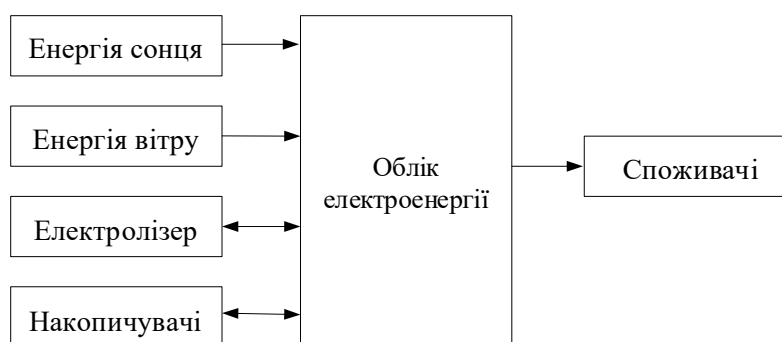 Енергія сонця
Енергія вітру
Електролізер
Накопичувачі
Облік
електроенергії
Споживачі